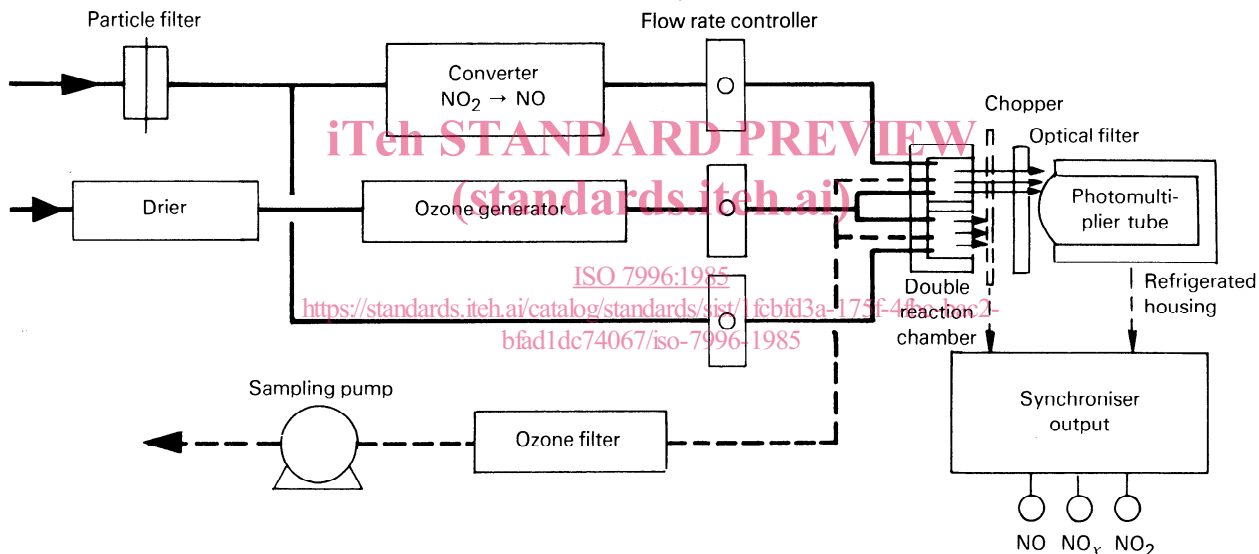 Particle filter
Flow rate controller
Converter
NO₂ → NO
Chopper
Optical filter
iTeh STANDARD PREVIEW
(standards.iteh.ai)
Drier
Ozone generator
Photomulti-
plier tube
ISO 7996:1985
https://standards.iteh.ai/catalog/standards/sist/1fcbfd3a-175f-4fbc-bac2-
bfad1dc74067/iso-7996-1985
Double
reaction
chamber
Refrigerated
housing
Sampling pump
Ozone filter
Synchroniser
output
NO NOₓ NO₂